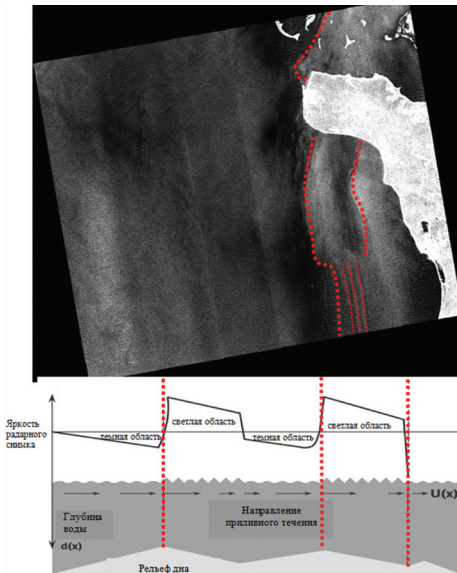 Яркость
радарного
снимка
темная область
светлая область
темная область
светлая область
U(x)
Глубина
воды
Направление
приливного течения
d(x)
Рельеф дна